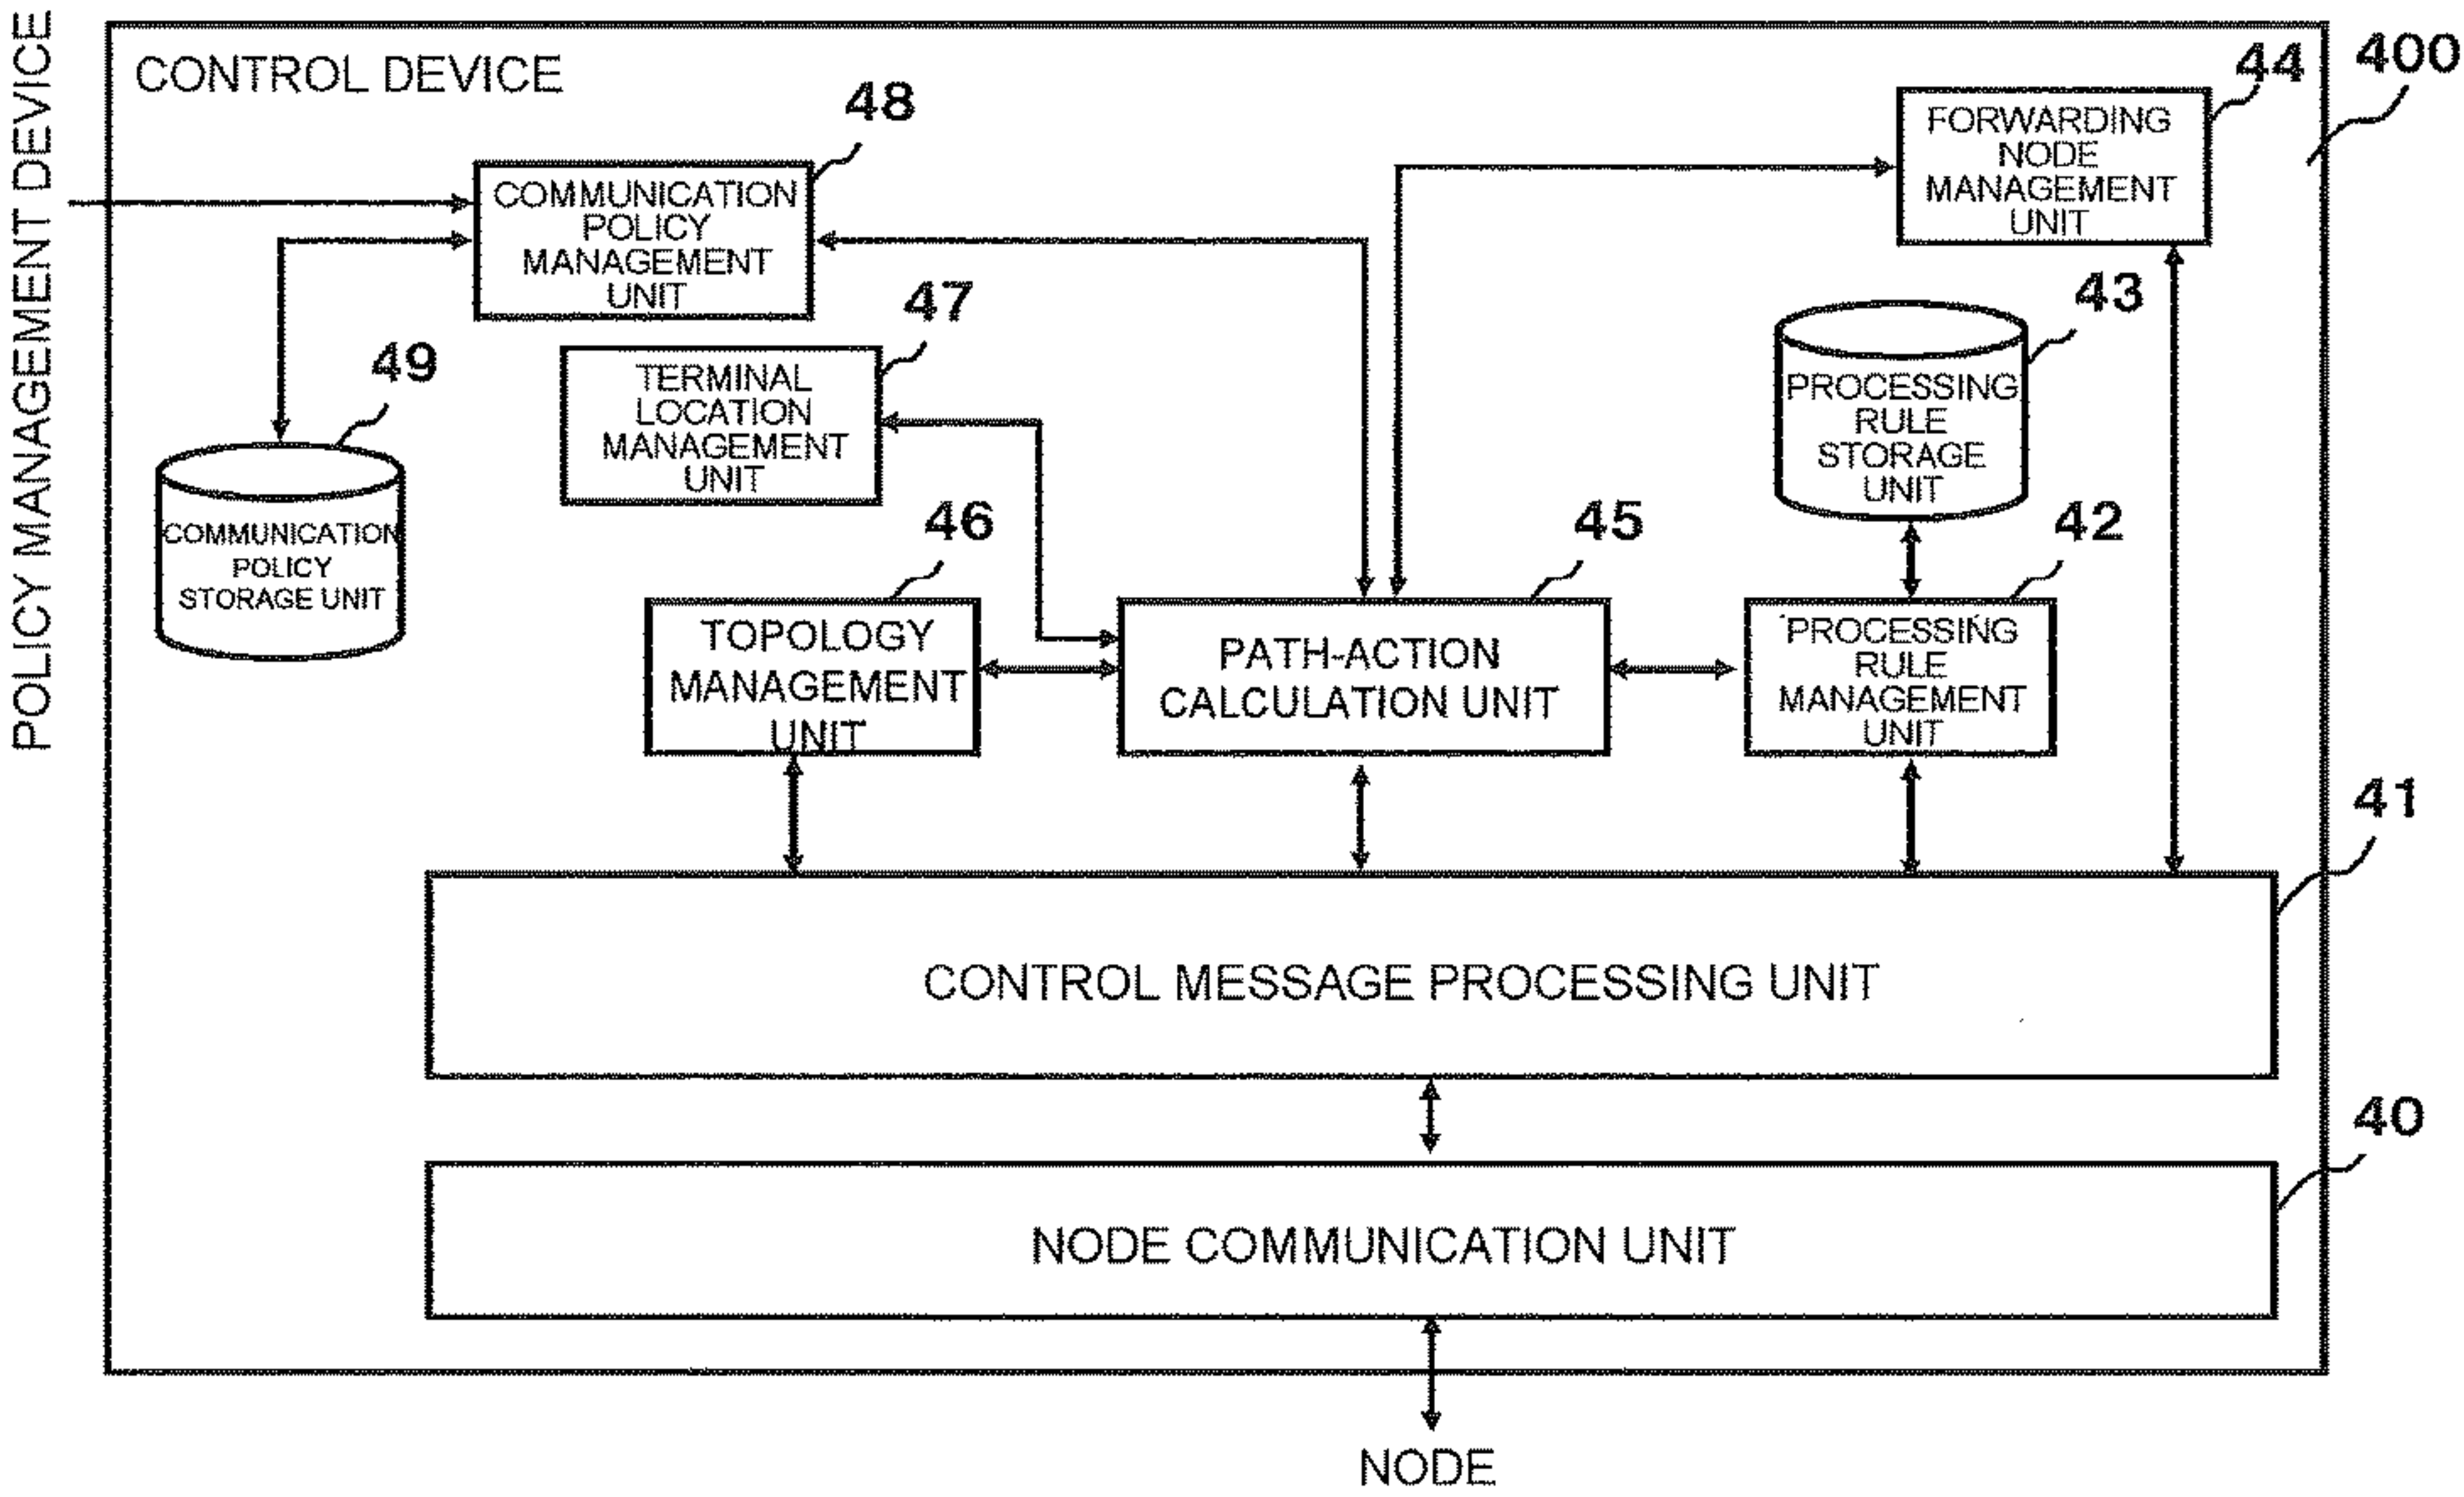 POLICY MANAGEMENT DEVICE
CONTROL DEVICE
400
44
FORWARDING
NODE
MANAGEMENT
UNIT
48
COMMUNICATION
POLICY
MANAGEMENT
UNIT
47
TERMINAL
LOCATION
MANAGEMENT
UNIT
43
PROCESSING
RULE
STORAGE
UNIT
49
COMMUNICATION
POLICY
STORAGE UNIT
46
TOPOLOGY
MANAGEMENT
UNIT
45
PATH-ACTION
CALCULATION UNIT
42
PROCESSING
RULE
MANAGEMENT
UNIT
41
CONTROL MESSAGE PROCESSING UNIT
40
NODE COMMUNICATION UNIT
NODE